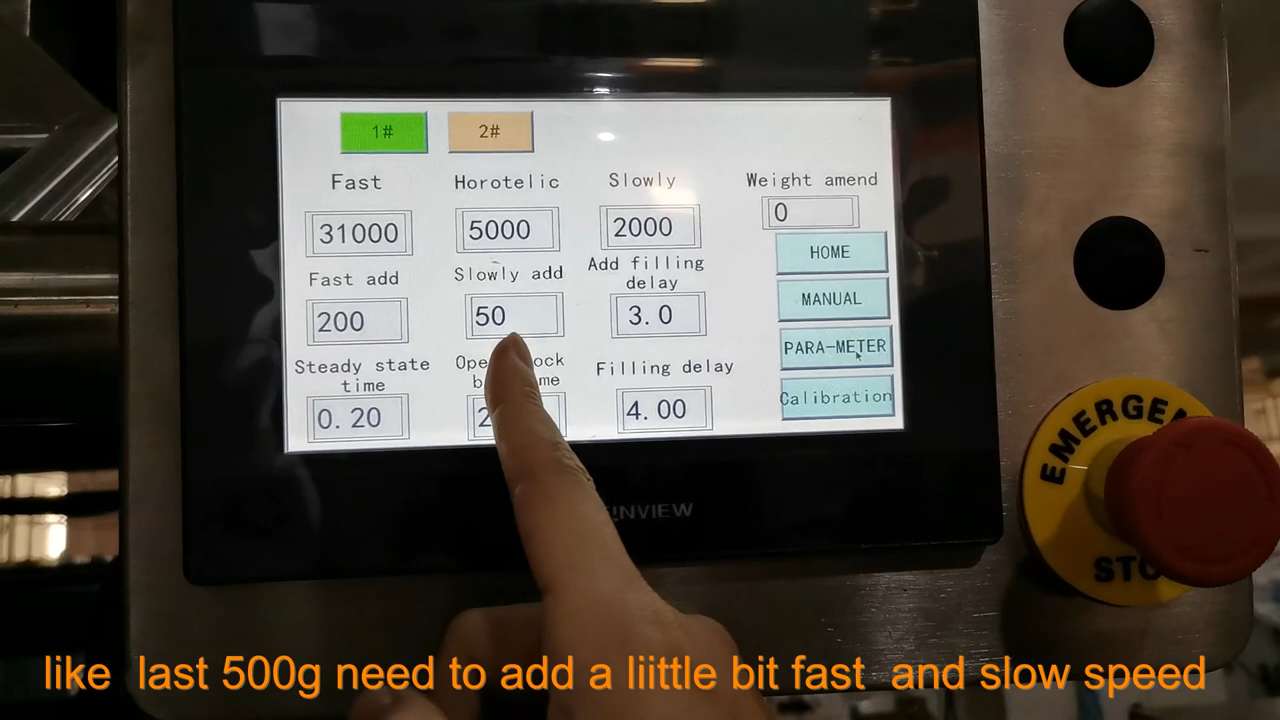 1# 2#
Fast Horotelic Slowly Weight amend
31000 5000 2000 0
HOME
Fast add Slowly add Add filling
delay
200 50 3.0
MANUAL
PARA-METER
Steady state
time
Filling delay
0.20 4.00
Calibration
EMERGEN
STO
INVIEW
like last 500g need to add a liittle bit fast and slow speed